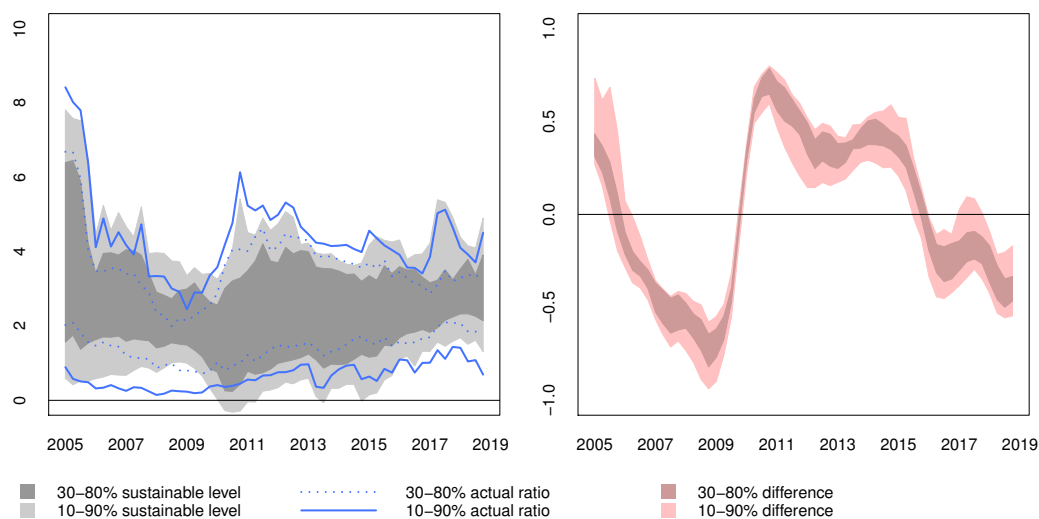 10
8
6
4
2
0
2005 2007 2009 2011 2013 2015 2017 2019
1.0
0.5
0.0
−0.5
−1.0
2005 2007 2009 2011 2013 2015 2017 2019
30−80% sustainable level
10−90% sustainable level
30−80% actual ratio
10−90% actual ratio
30−80% difference
10−90% difference